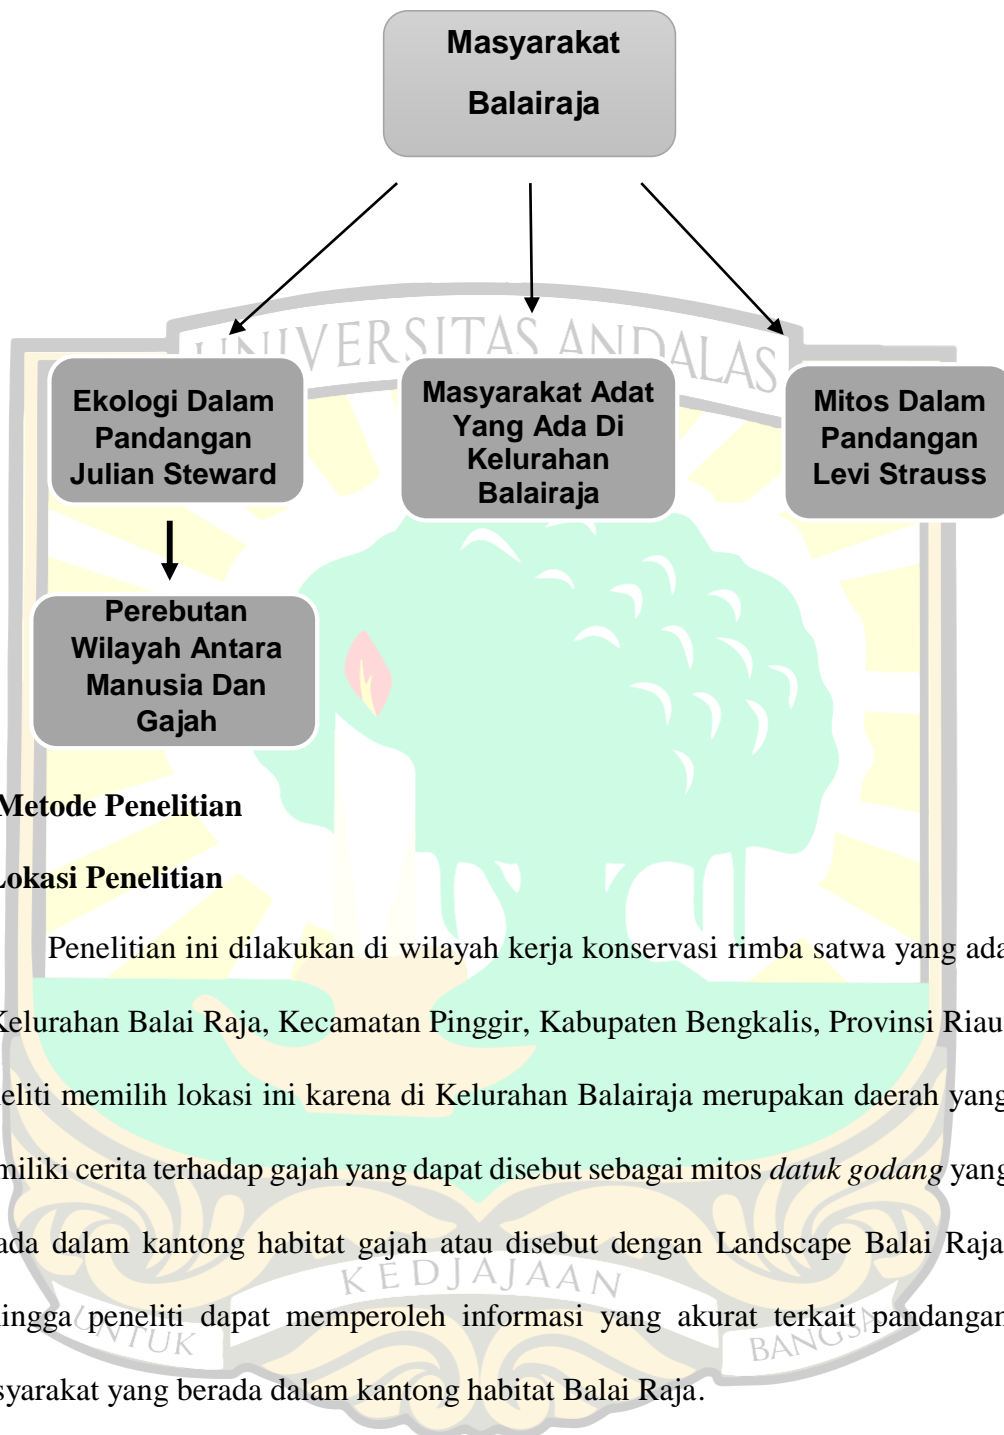 Masyarakat
Balairaja
UNIVERSITAS ANDALAS
Ekologi Dalam
Pandangan
Julian Steward
Masyarakat Adat
Yang Ada Di
Kelurahan
Balairaja
Mitos Dalam
Pandangan
Levi Strauss
Perebutan
Wilayah Antara
Manusia Dan
Gajah
Metode Penelitian
Lokasi Penelitian
Penelitian ini dilakukan di wilayah kerja konservasi rimba satwa yang ada
Kelurahan Balai Raja, Kecamatan Pinggir, Kabupaten Bengkalis, Provinsi Riau
eliti memilih lokasi ini karena di Kelurahan Balairaja merupakan daerah yang
miliki cerita terhadap gajah yang dapat disebut sebagai mitos datuk godang yang
ada dalam kantong habitat gajah atau disebut dengan Landscape Balai Raja
ingga peneliti dapat memperoleh informasi yang akurat terkait pandangan
syarakat yang berada dalam kantong habitat Balai Raja.
UNTUK KEDJAJAAN BANGSA